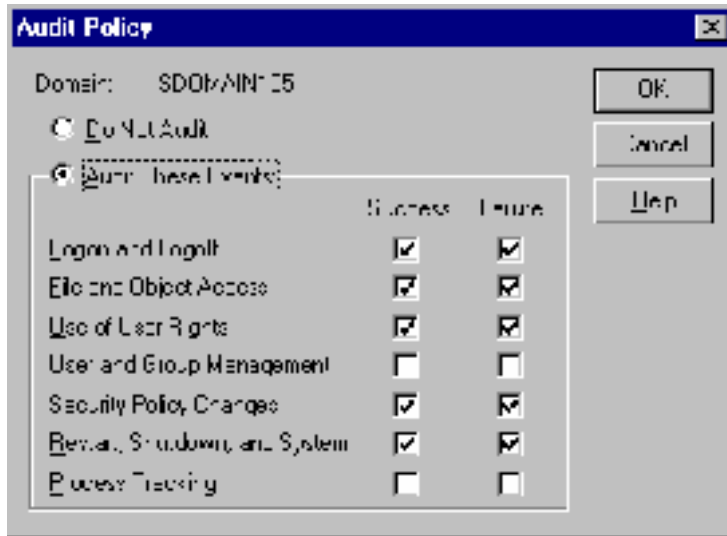 Audit Policy
Domain:
OK
Do Not Audit
Cancel
Audit These Events:
Help
Success Failure
Logon and Logoff
File and Object Access
Use of User Rights
User and Group Management
Security Policy Changes
Restart, Shutdown, and System
Process Tracking